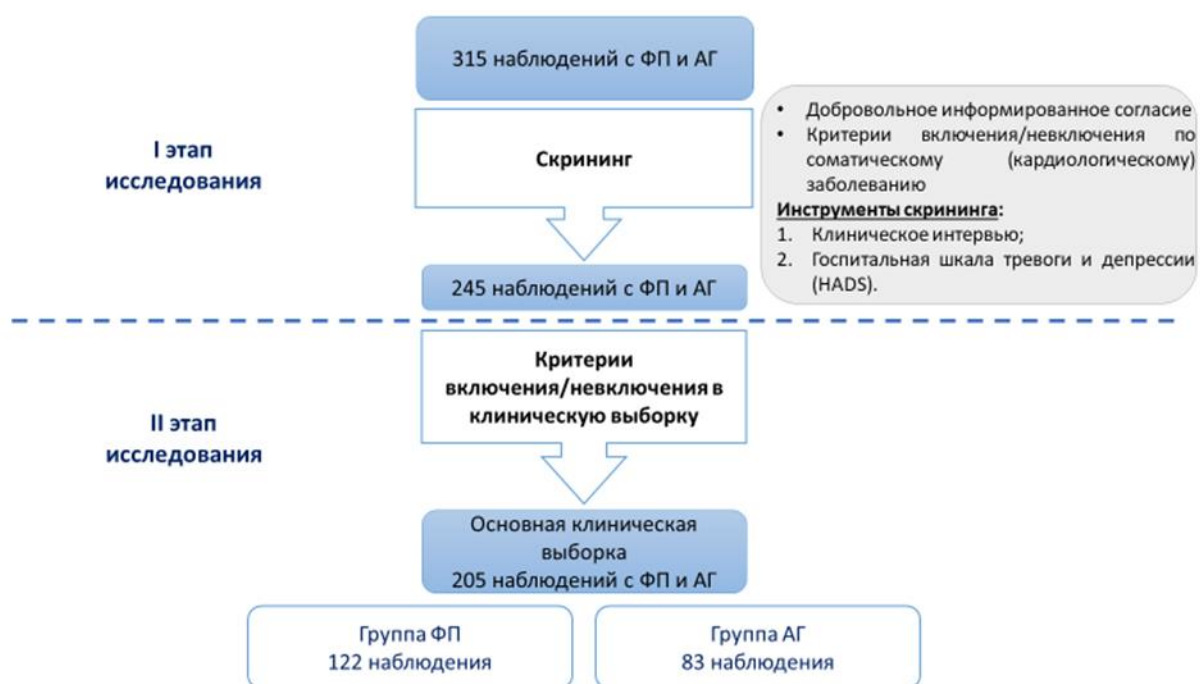 315 наблюдений с ФП и АГ
I этап
исследования
Скрининг
• Добровольное информированное согласие
• Критерии включения/невключения по
соматическому (кардиологическому)
заболеванию
Инструменты скрининга:
1. Клиническое интервью;
2. Госпитальная шкала тревоги и депрессии
(HADS).
245 наблюдений с ФП и АГ
II этап
исследования
Критерии
включения/невключения в
клиническую выборку
Основная клиническая
выборка
205 наблюдений с ФП и АГ
Группа ФП
122 наблюдения
Группа АГ
83 наблюдения